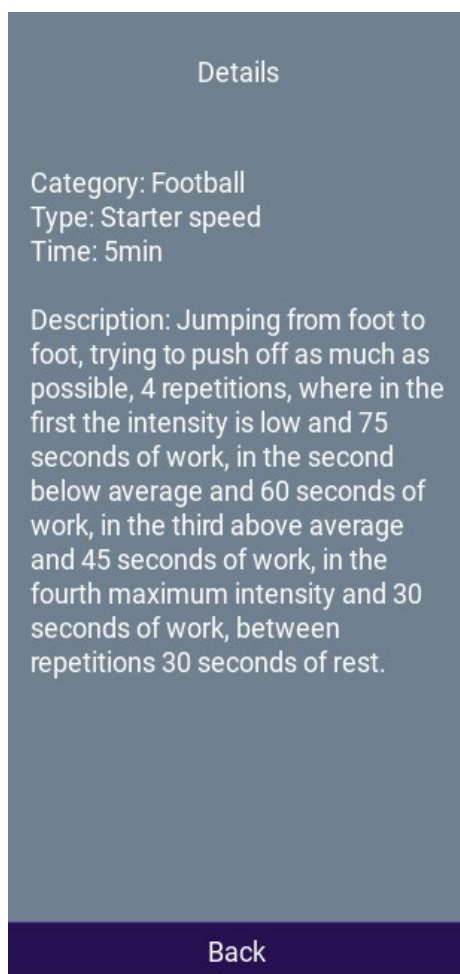 Details
Category: Football
Type: Starter speed
Time: 5min
Description: Jumping from foot to
foot, trying to push off as much as
possible, 4 repetitions, where in the
first the intensity is low and 75
seconds of work, in the second
below average and 60 seconds of
work, in the third above average
and 45 seconds of work, in the
fourth maximum intensity and 30
seconds of work, between
repetitions 30 seconds of rest.
Back